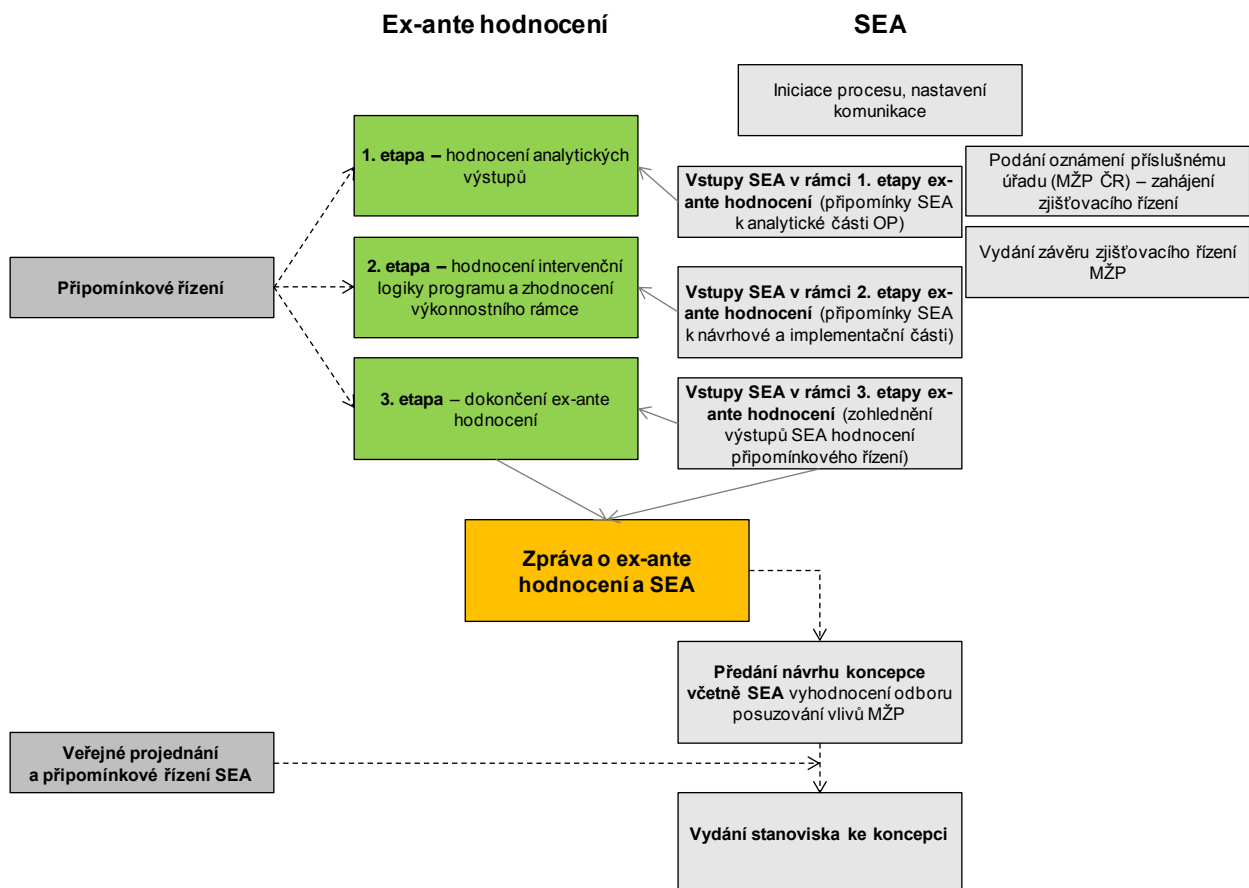 Ex-ante hodnocení
SEA
Iniciace procesu, nastavení
komunikace
1. etapa – hodnocení analytických
výstupů
Vstupy SEA v rámci 1. etapy ex-
ante hodnocení (připomínky SEA
k analytické části OP)
Podání oznámení příslušnému
úřadu (MŽP ČR) – zahájení
zjišťovacího řízení
Vydání závěru zjišťovacího řízení
MŽP
Připomínkové řízení
2. etapa – hodnocení intervenční
logiky programu a zhodnocení
výkonnostního rámce
Vstupy SEA v rámci 2. etapy ex-
ante hodnocení (připomínky SEA
k návrhové a implementační části)
3. etapa – dokončení ex-ante
hodnocení
Vstupy SEA v rámci 3. etapy ex-
ante hodnocení (zohlednění
výstupů SEA hodnocení
připomínkového řízení)
Zpráva o ex-ante
hodnocení a SEA
Předání návrhu koncepce
včetně SEA vyhodnocení odboru
posuzování vlivů MŽP
Veřejné projednání
a připomínkové řízení SEA
Vydání stanoviska ke koncepci